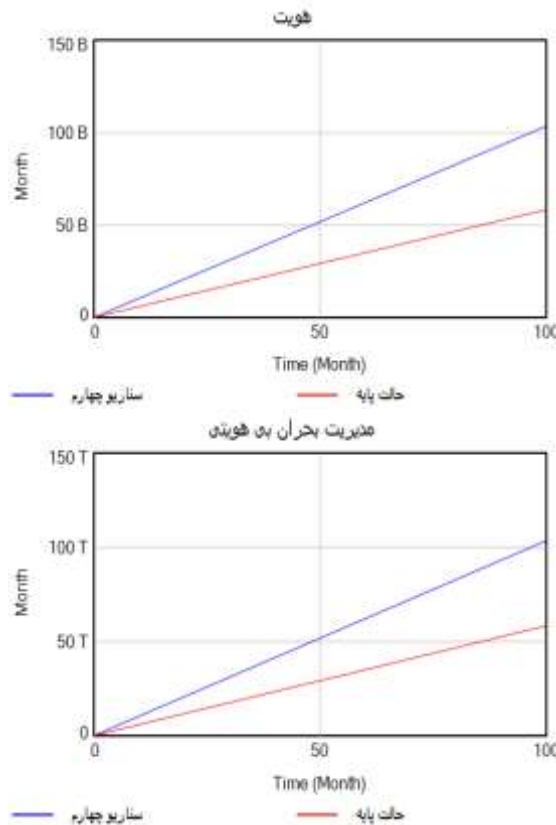 هویت
150 B
100 B
50 B
0
Month
0 50 100
Time (Month)
سناریو چهارم حالت پایه
مدیریت بحران بی هویتی
150 T
100 T
50 T
0
Month
0 50 100
Time (Month)
سناریو چهارم حالت پایه